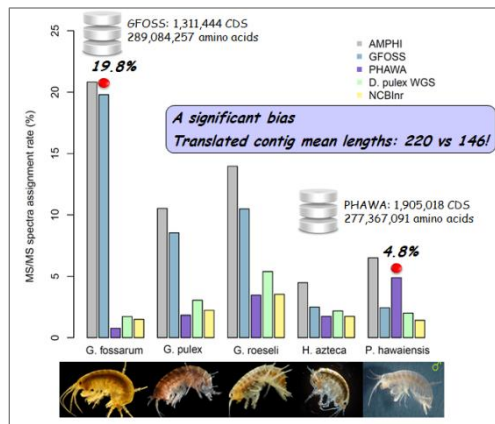 GFOSS: 1,311,444 CDS
289,084,257 amino acids
19.8%
AMPHI
GFOSS
PHAWA
D. pulex WGS
NCBInr
A significant bias
Translated contig mean lengths: 220 vs 146!
PHAWA: 1,905,018 CDS
277,367,091 amino acids
4.8%
MS/MS spectra assignment rate (%)
25
20
15
10
5
0
G. fossarum
G. pulex
G. roeseli
H. azteca
P. hawaiensis
♂